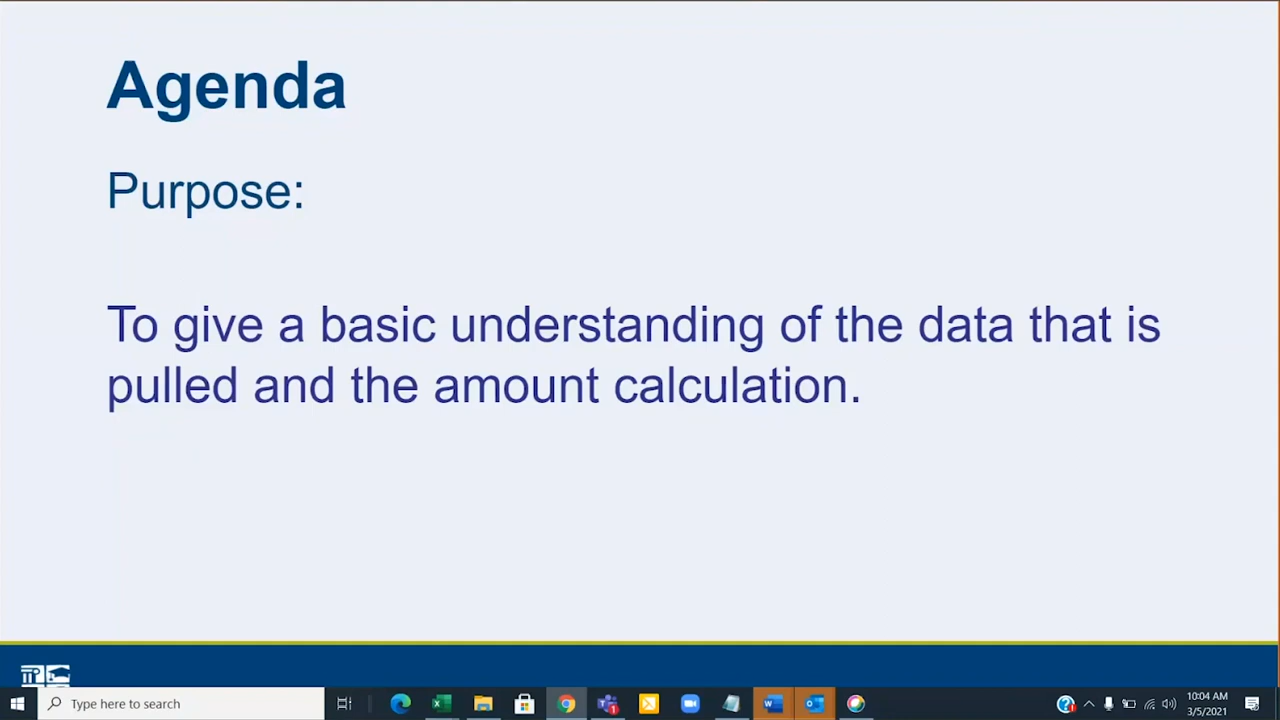 Agenda
Purpose:
To give a basic understanding of the data that is
pulled and the amount calculation.
Type here to search
10:04 AM
3/5/2021